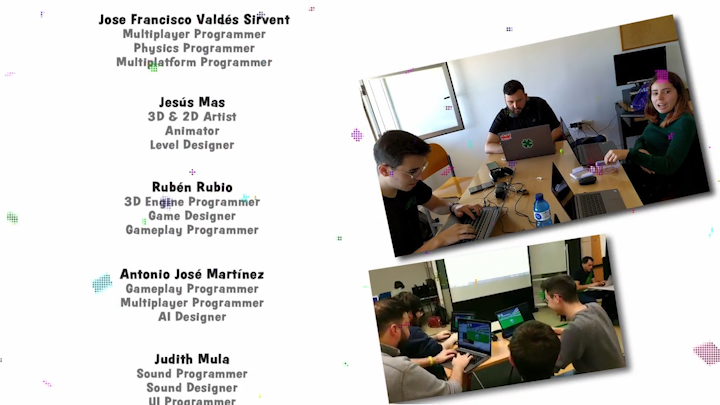 Jose Francisco Valdés Sirvent
Multiplayer Programmer
Physics Programmer
Multiplatform Programmer
Jesús Mas
3D & 2D Artist
Animator
Level Designer
Rubén Rubio
3D Engine Programmer
Game Designer
Gameplay Programmer
Antonio José Martínez
Gameplay Programmer
Multiplayer Programmer
AI Designer
Judith Mula
Sound Programmer
Sound Designer
UI Programmer